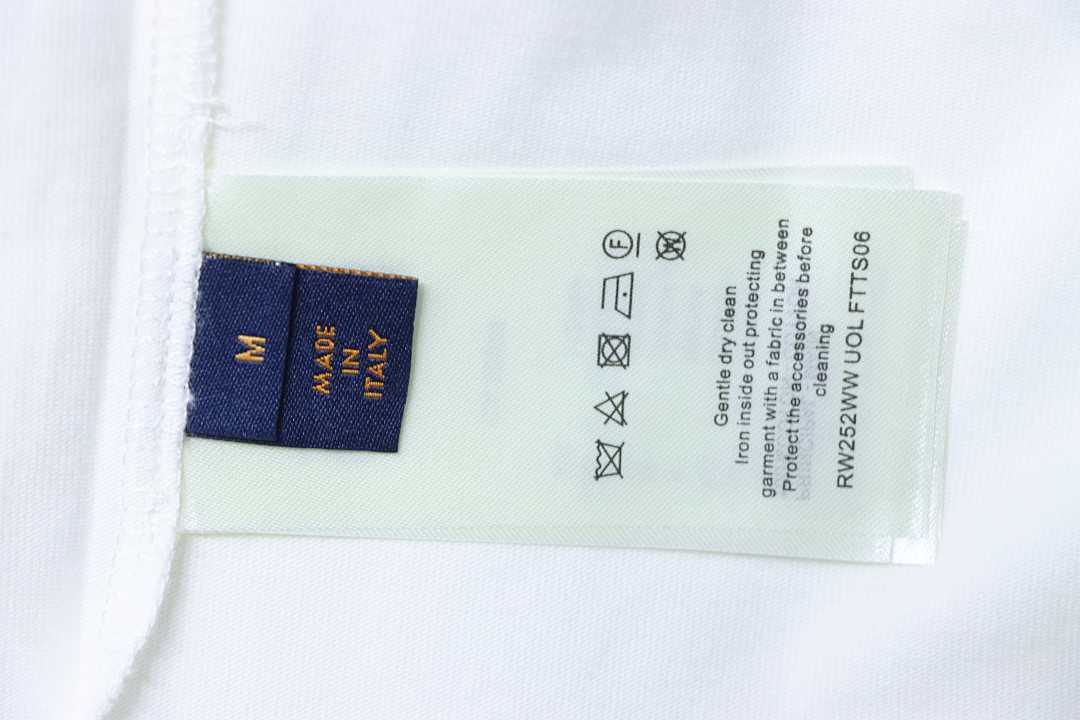 M
MADE
IN
ITALY
F
W
Gentle dry clean
Iron inside out protecting
garment with a fabric in between
Protect the accessories before
cleaning
RW252WW UOL FTTS06